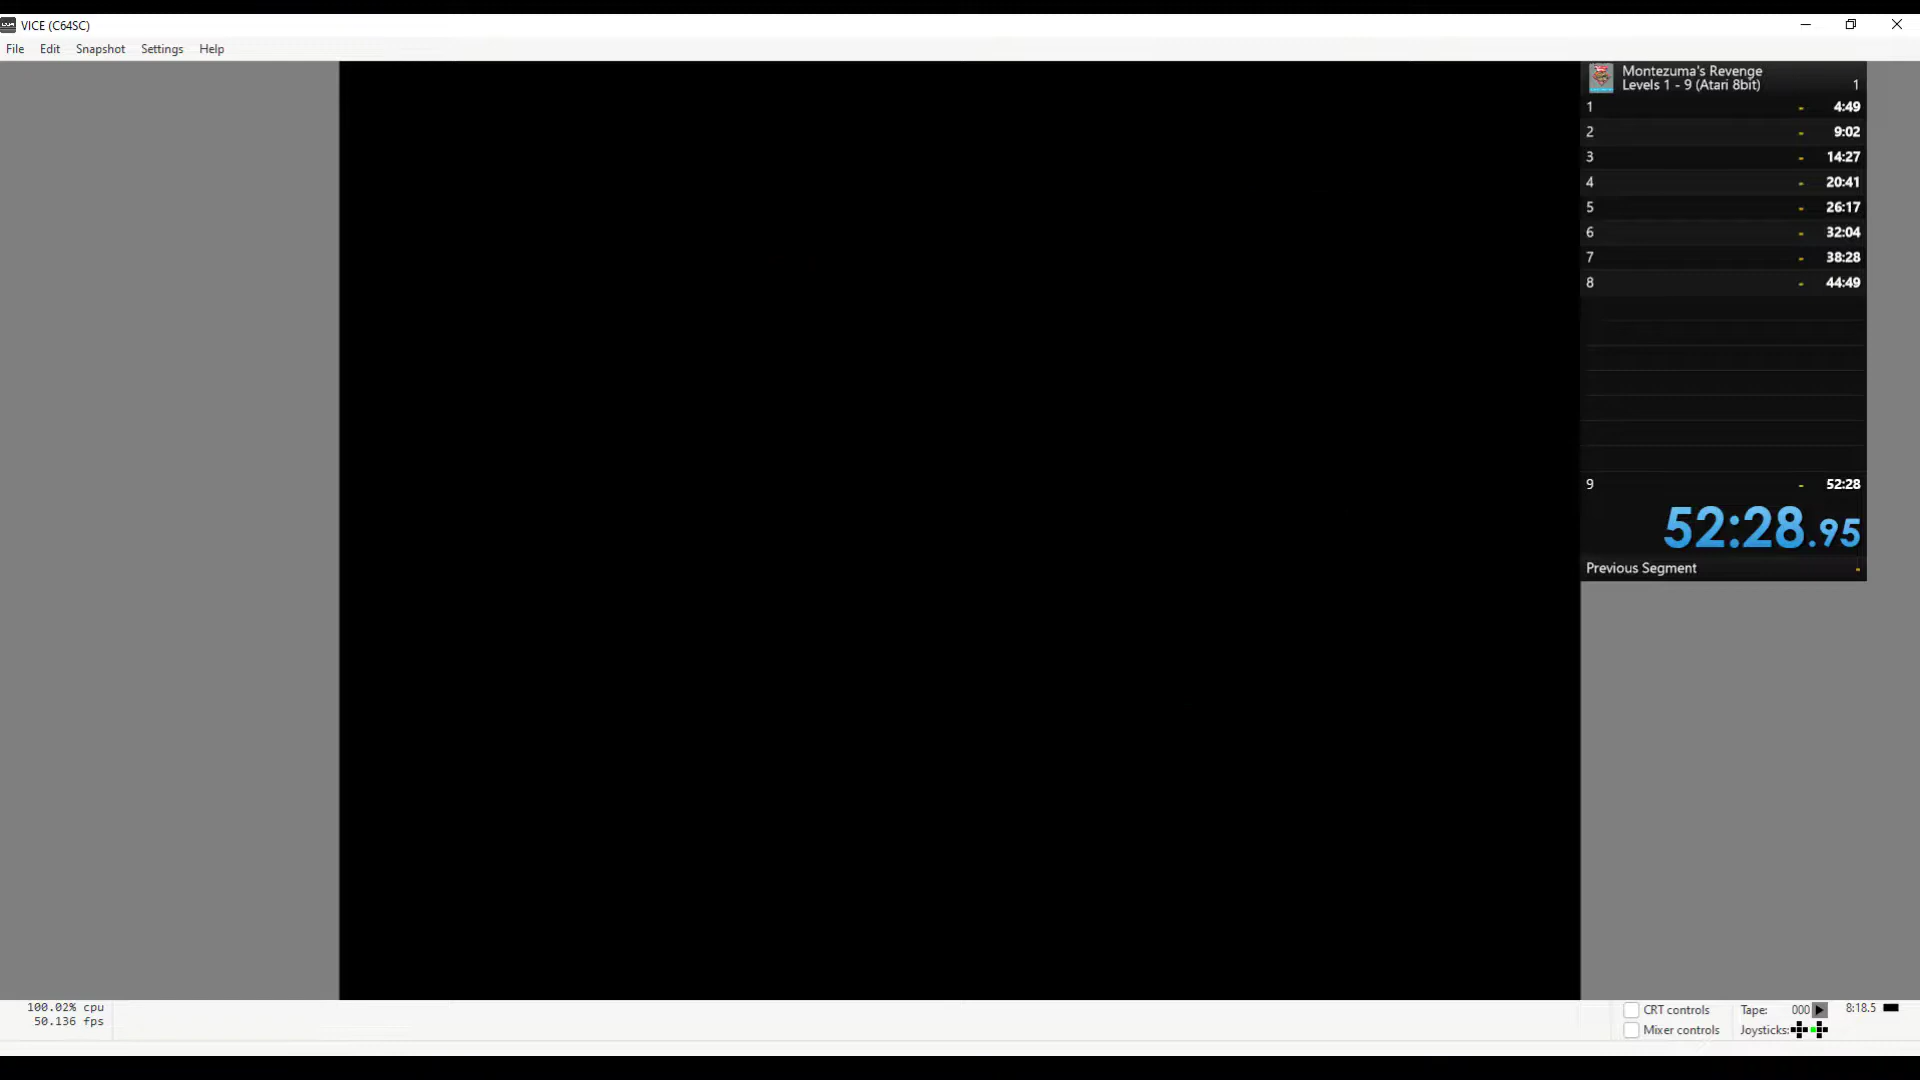 VICE (C64SC)
File Edit Snapshot Settings Help
Montezuma's Revenge
Levels 1 - 9 (Atari 8bit) 1
1 - 4:49
2 - 9:02
3 - 14:27
4 - 20:41
5 - 26:17
6 - 32:04
7 - 38:28
8 - 44:49
9 - 52:28
52:28.95
Previous Segment -
100.02% cpu
50.136 fps
CRT controls Tape: 000 8:18.5
Mixer controls Joysticks: